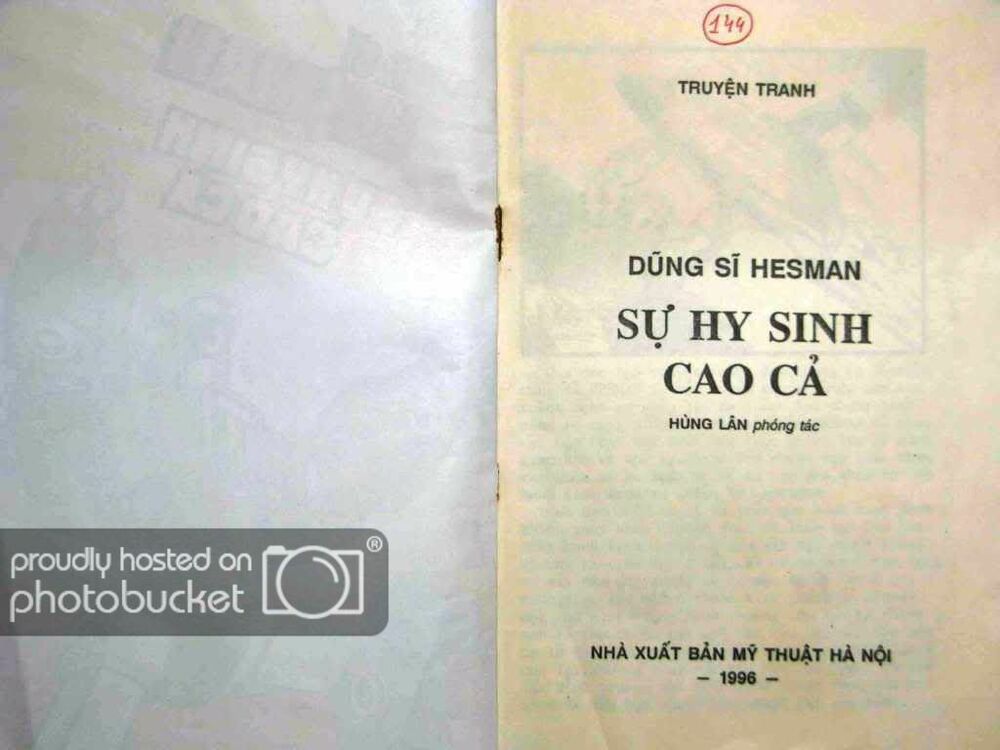 144
TRUYỆN TRANH
DŨNG SĨ HESMAN
SỰ HY SINH
CAO CẢ
HÙNG LÂN phóng tác
NHÀ XUẤT BẢN MỸ THUẬT HÀ NỘI
– 1996 –
proudly hosted on
photobucket®